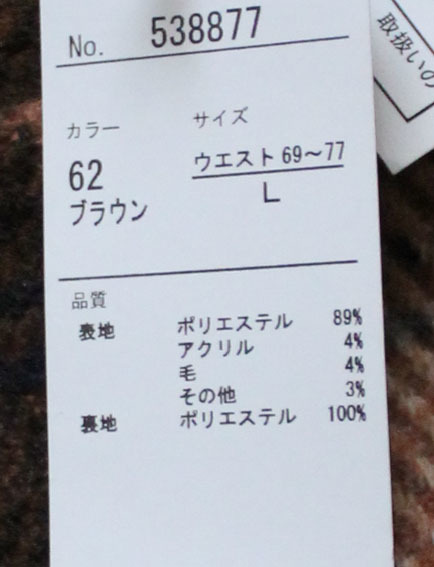 No. 538877
カラー サイズ
62 ウエスト 69～77
ブラウン L
品質
表地 ポリエステル 89%
アクリル 4%
毛 4%
その他 3%
裏地 ポリエステル 100%
取扱いの